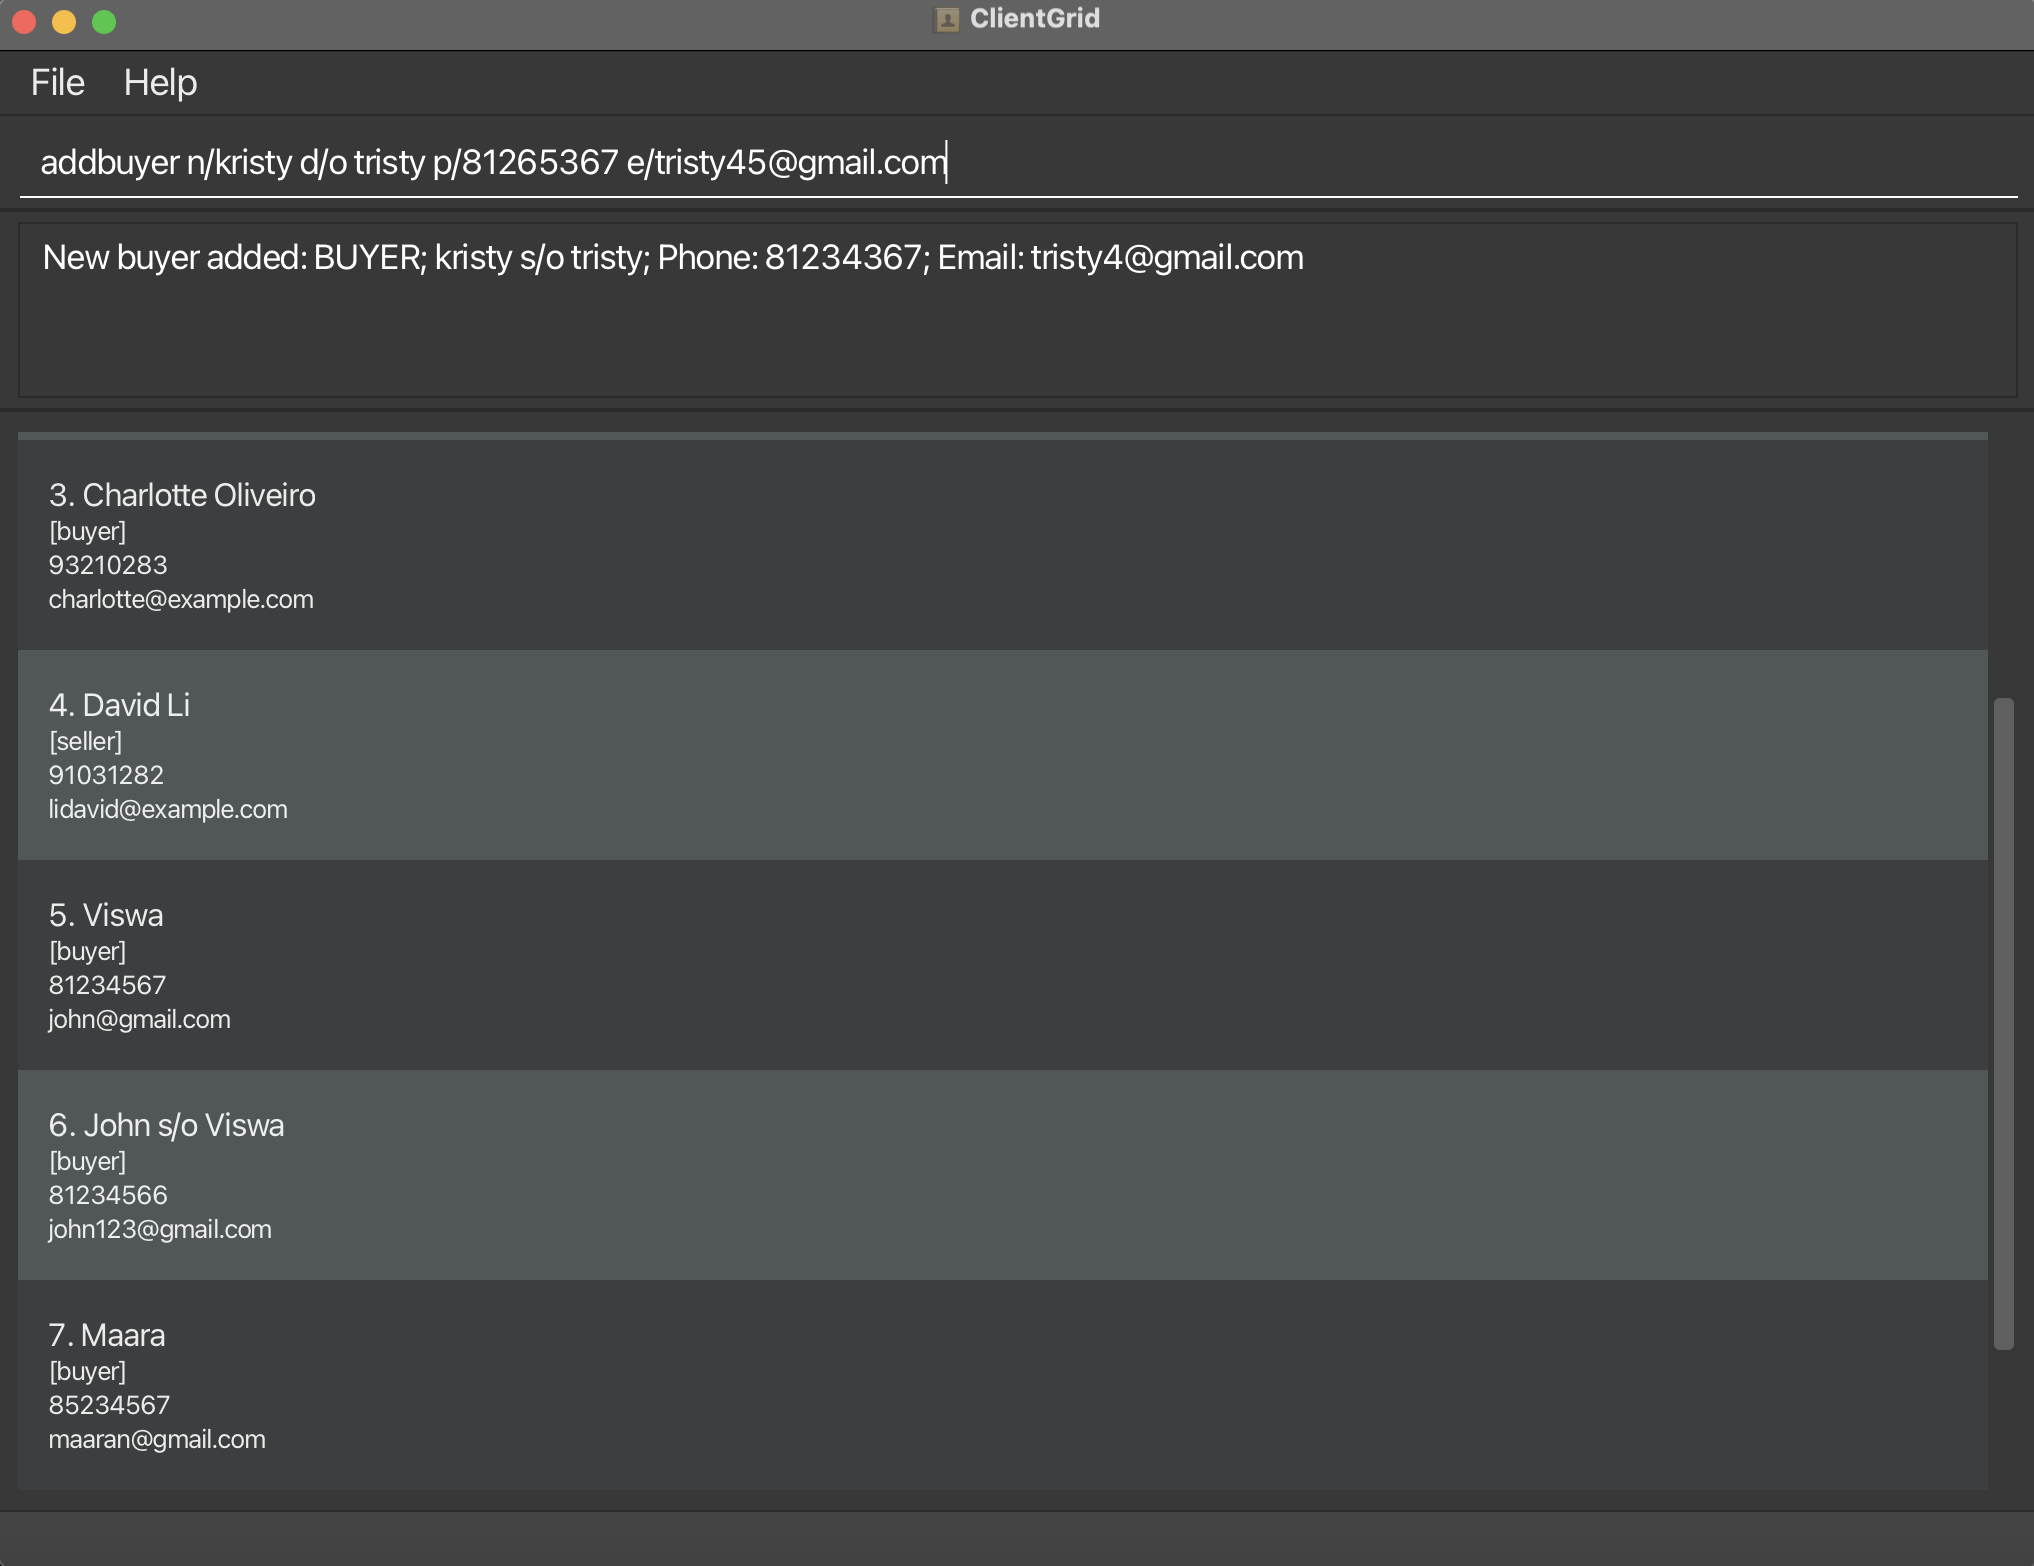 ClientGrid
File Help
addbuyer n/kristy d/o tristy p/81265367 e/tristy45@gmail.com
New buyer added: BUYER; kristy s/o tristy; Phone: 81234367; Email: tristy4@gmail.com
3. Charlotte Oliveiro
[buyer]
93210283
charlotte@example.com
4. David Li
[seller]
91031282
lidavid@example.com
5. Viswa
[buyer]
81234567
john@gmail.com
6. John s/o Viswa
[buyer]
81234566
john123@gmail.com
7. Maara
[buyer]
85234567
maaran@gmail.com